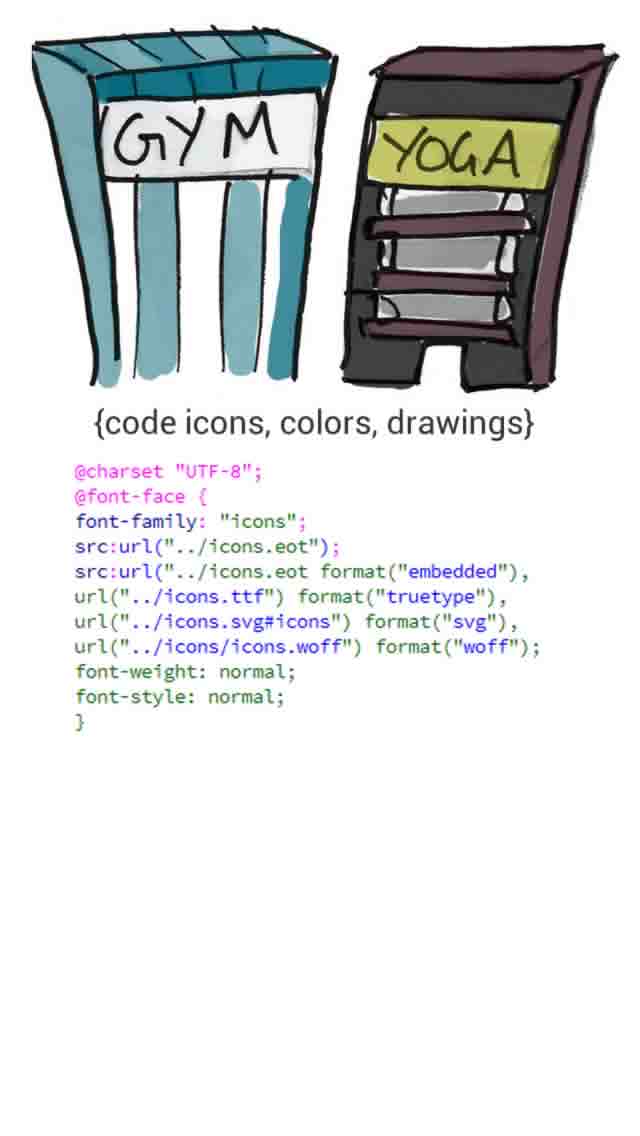 GYM
YOGA
{code icons, colors, drawings}
@charset "UTF-8";
@font-face {
font-family: "icons";
src:url("../icons.eot");
src:url("../icons.eot format("embedded"),
url("../icons.ttf") format("truetype"),
url("../icons.svg#icons") format("svg"),
url("../icons/icons.woff") format("woff");
font-weight: normal;
font-style: normal;
}